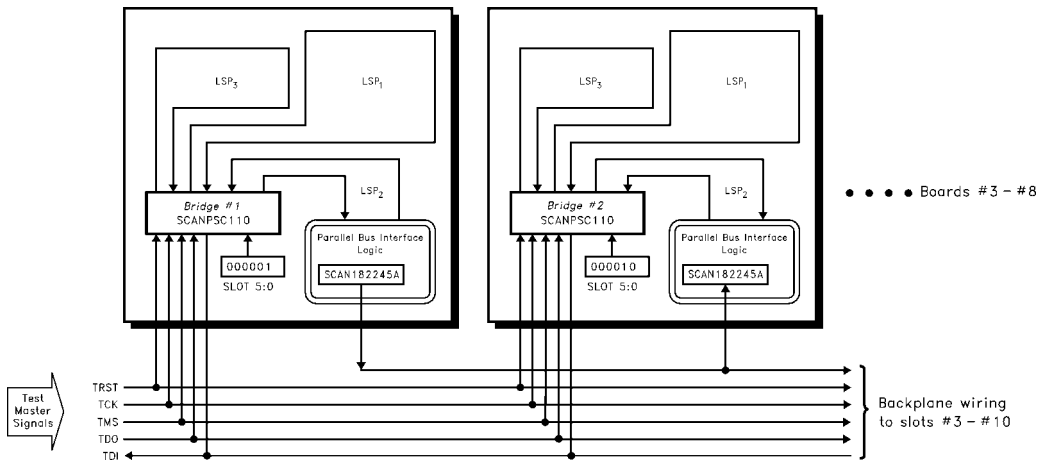 LSP3
LSP1
LSP2
Bridge #1
SCANPSC110
Parallel Bus Interface
Logic
SCAN182245A
000001
SLOT 5:0
LSP3
LSP1
LSP2
Bridge #2
SCANPSC110
Parallel Bus Interface
Logic
SCAN182245A
000010
SLOT 5:0
Boards #3 – #8
Test
Master
Signals
TRST
TCK
TMS
TDO
TDI
Backplane wiring
to slots #3 – #10